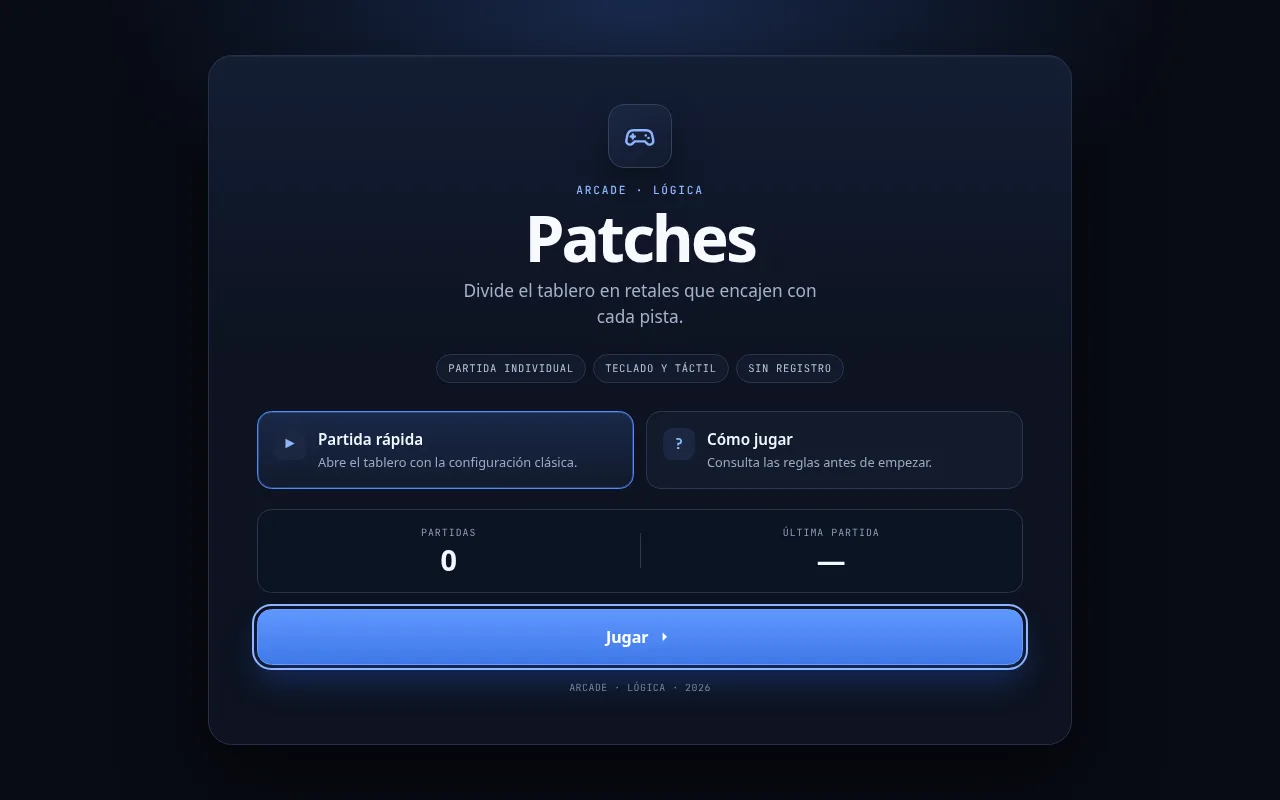 ARCADE · LÓGICA
Patches
Divide el tablero en retales que encajen con
cada pista.
PARTIDA INDIVIDUAL
TECLADO Y TÁCTIL
SIN REGISTRO
Partida rápida
Abre el tablero con la configuración clásica.
?
Cómo jugar
Consulta las reglas antes de empezar.
PARTIDAS
0
ÚLTIMA PARTIDA
—
Jugar
ARCADE · LÓGICA · 2026